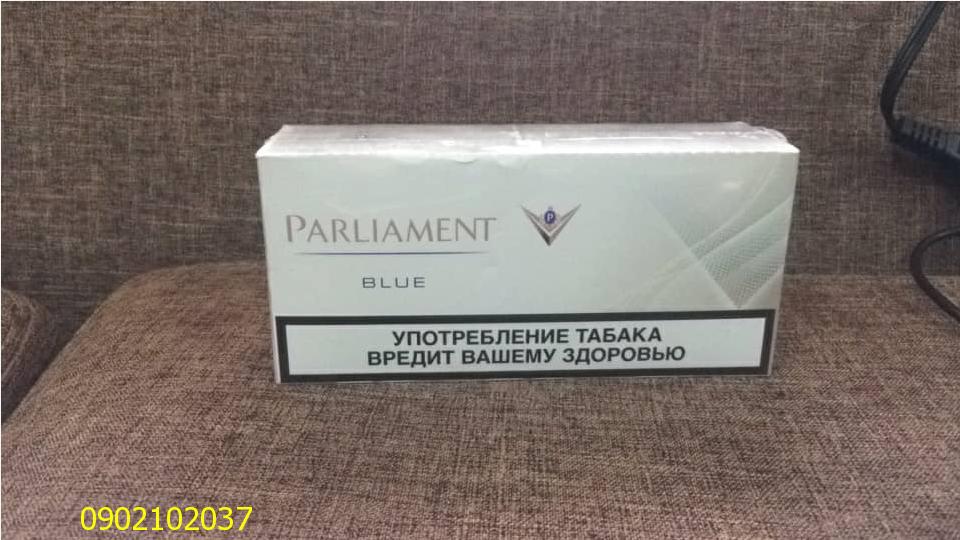 PARLIAMENT
P
BLUE
УПОТРЕБЛЕНИЕ ТАБАКА
ВРЕДИТ ВАШЕМУ ЗДОРОВЬЮ
0902102037